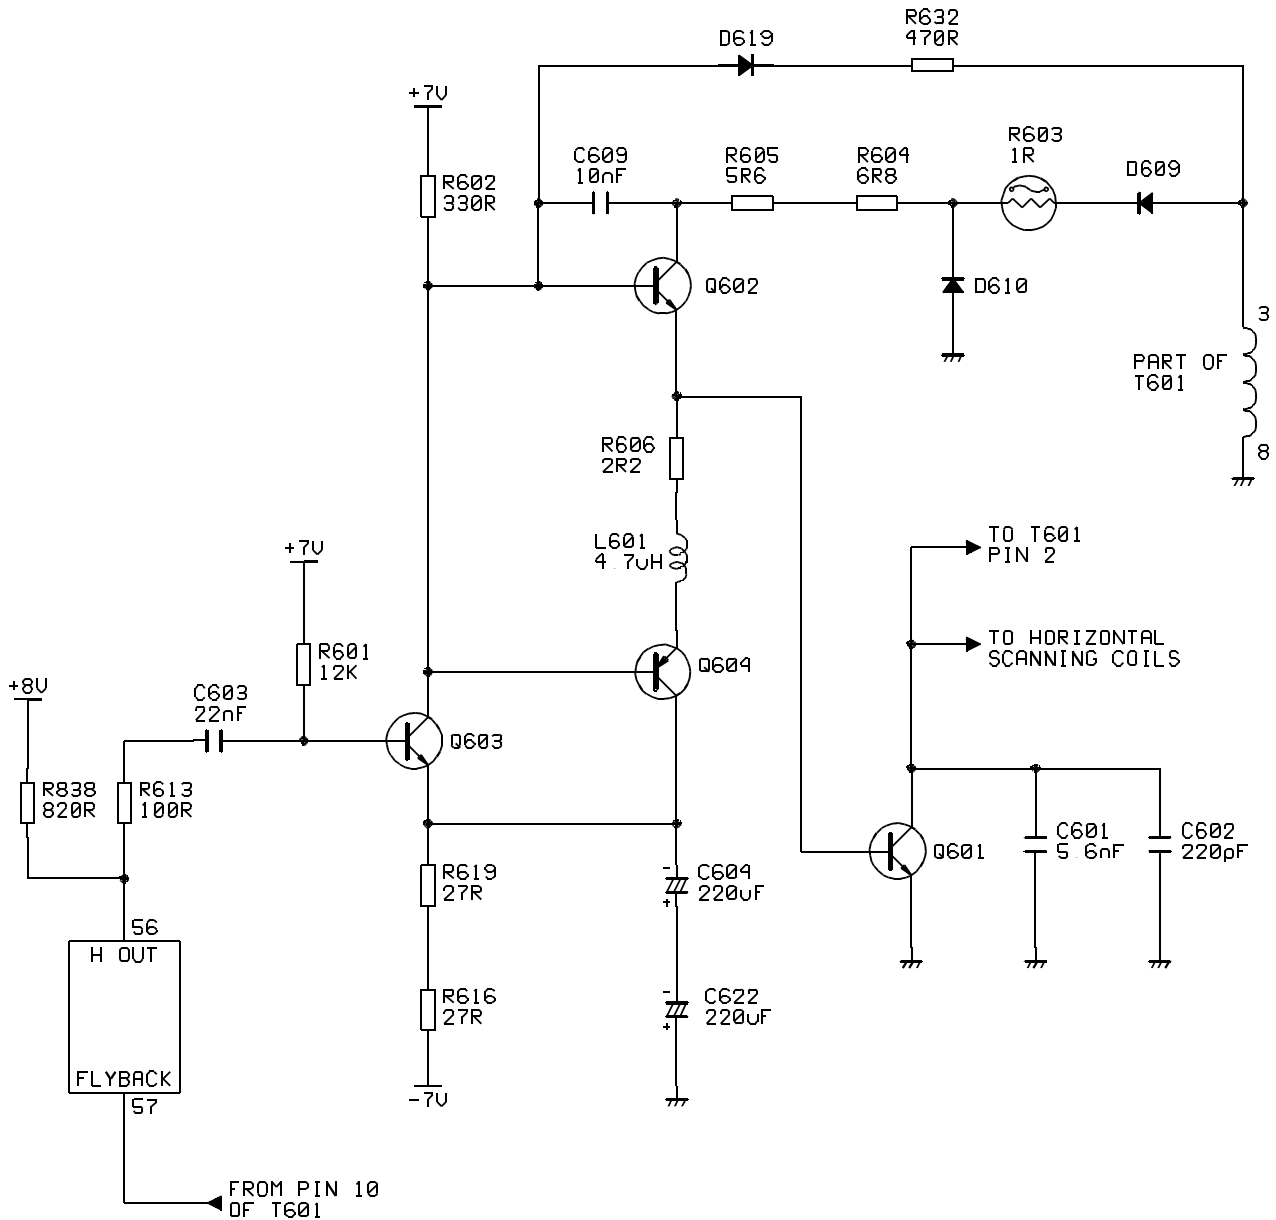 R632
470R
D619
+7V
R603
1R
C609
10nF
R605
5R6
R604
6R8
D609
R602
330R
Q602
D610
3
PART OF
T601
R606
2R2
8
L601
4.7uH
TO T601
PIN 2
+7V
TO HORIZONTAL
SCANNING COILS
R601
12K
Q604
+8V
C603
22nF
Q603
R838
820R
R613
100R
C601
5.6nF
C602
220pF
Q601
R619
27R
-
C604
220uF
+
56
H OUT
R616
27R
-
C622
220uF
+
FLYBACK
57
-7V
FROM PIN 10
OF T601